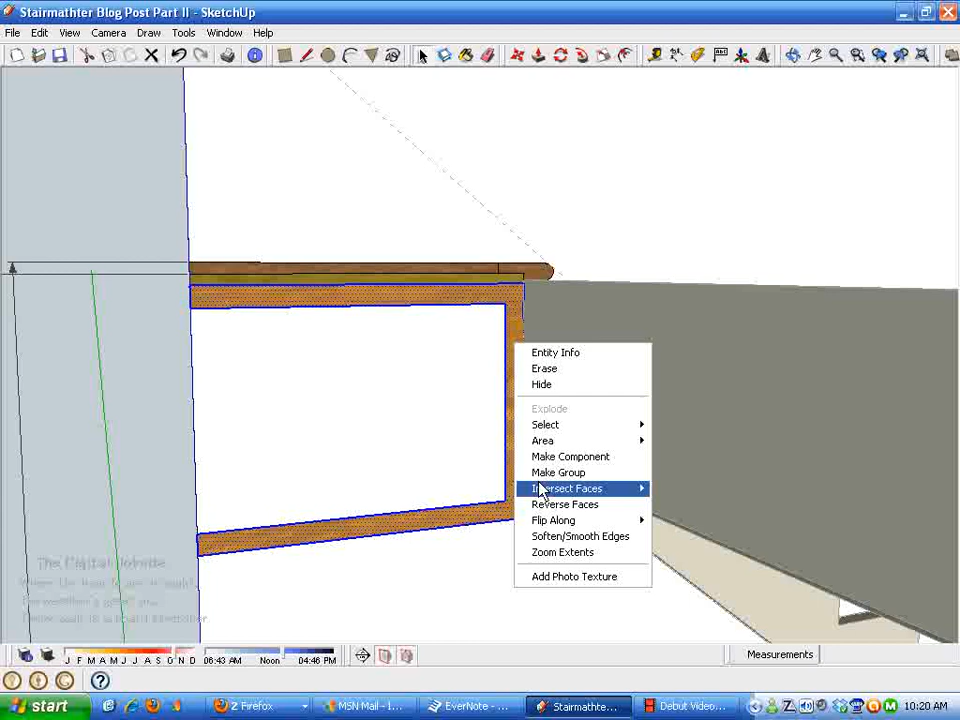 Stairmathter Blog Post Part II - SketchUp
File Edit View Camera Draw Tools Window Help
Entity Info
Erase
Hide
Explode
Select
Area
Make Component
Make Group
Intersect Faces
Reverse Faces
Flip Along
Soften/Smooth Edges
Zoom Extents
Add Photo Texture
The Digital
J F M A M J J A S O N D 06:43 AM Noon 04:46 PM
Measurements
start Z Firefox MSN Mail - 1... EverNote - ... Stairmathte... Debut Video... 10:20 AM